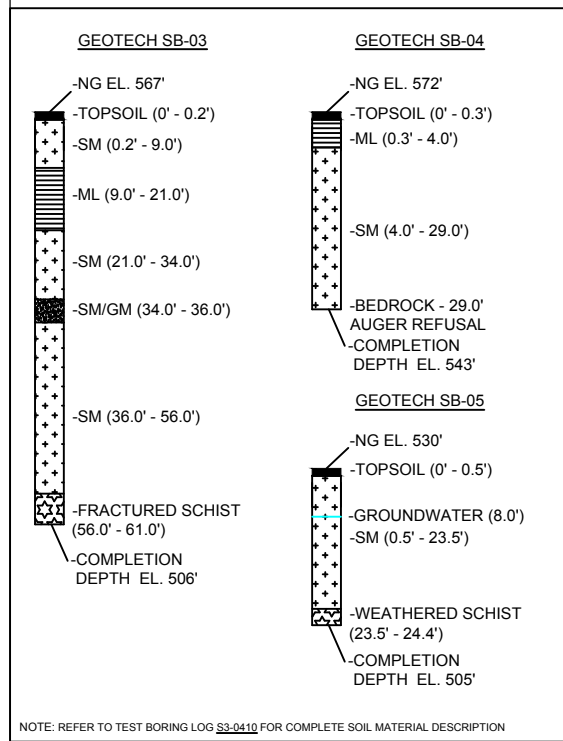 GEOTECH SB-03
-NG EL. 567'
-TOPSOIL (0' - 0.2')
-SM (0.2' - 9.0')
-ML (9.0' - 21.0')
-SM (21.0' - 34.0')
-SM/GM (34.0' - 36.0')
-SM (36.0' - 56.0')
-FRACTURED SCHIST
(56.0' - 61.0')
-COMPLETION
DEPTH EL. 506'
GEOTECH SB-04
-NG EL. 572'
-TOPSOIL (0' - 0.3')
-ML (0.3' - 4.0')
-SM (4.0' - 29.0')
-BEDROCK - 29.0'
AUGER REFUSAL
-COMPLETION
DEPTH EL. 543'
GEOTECH SB-05
-NG EL. 530'
-TOPSOIL (0' - 0.5')
-GROUNDWATER (8.0')
-SM (0.5' - 23.5')
-WEATHERED SCHIST
(23.5' - 24.4')
-COMPLETION
DEPTH EL. 505'
NOTE: REFER TO TEST BORING LOG S3-0410 FOR COMPLETE SOIL MATERIAL DESCRIPTION